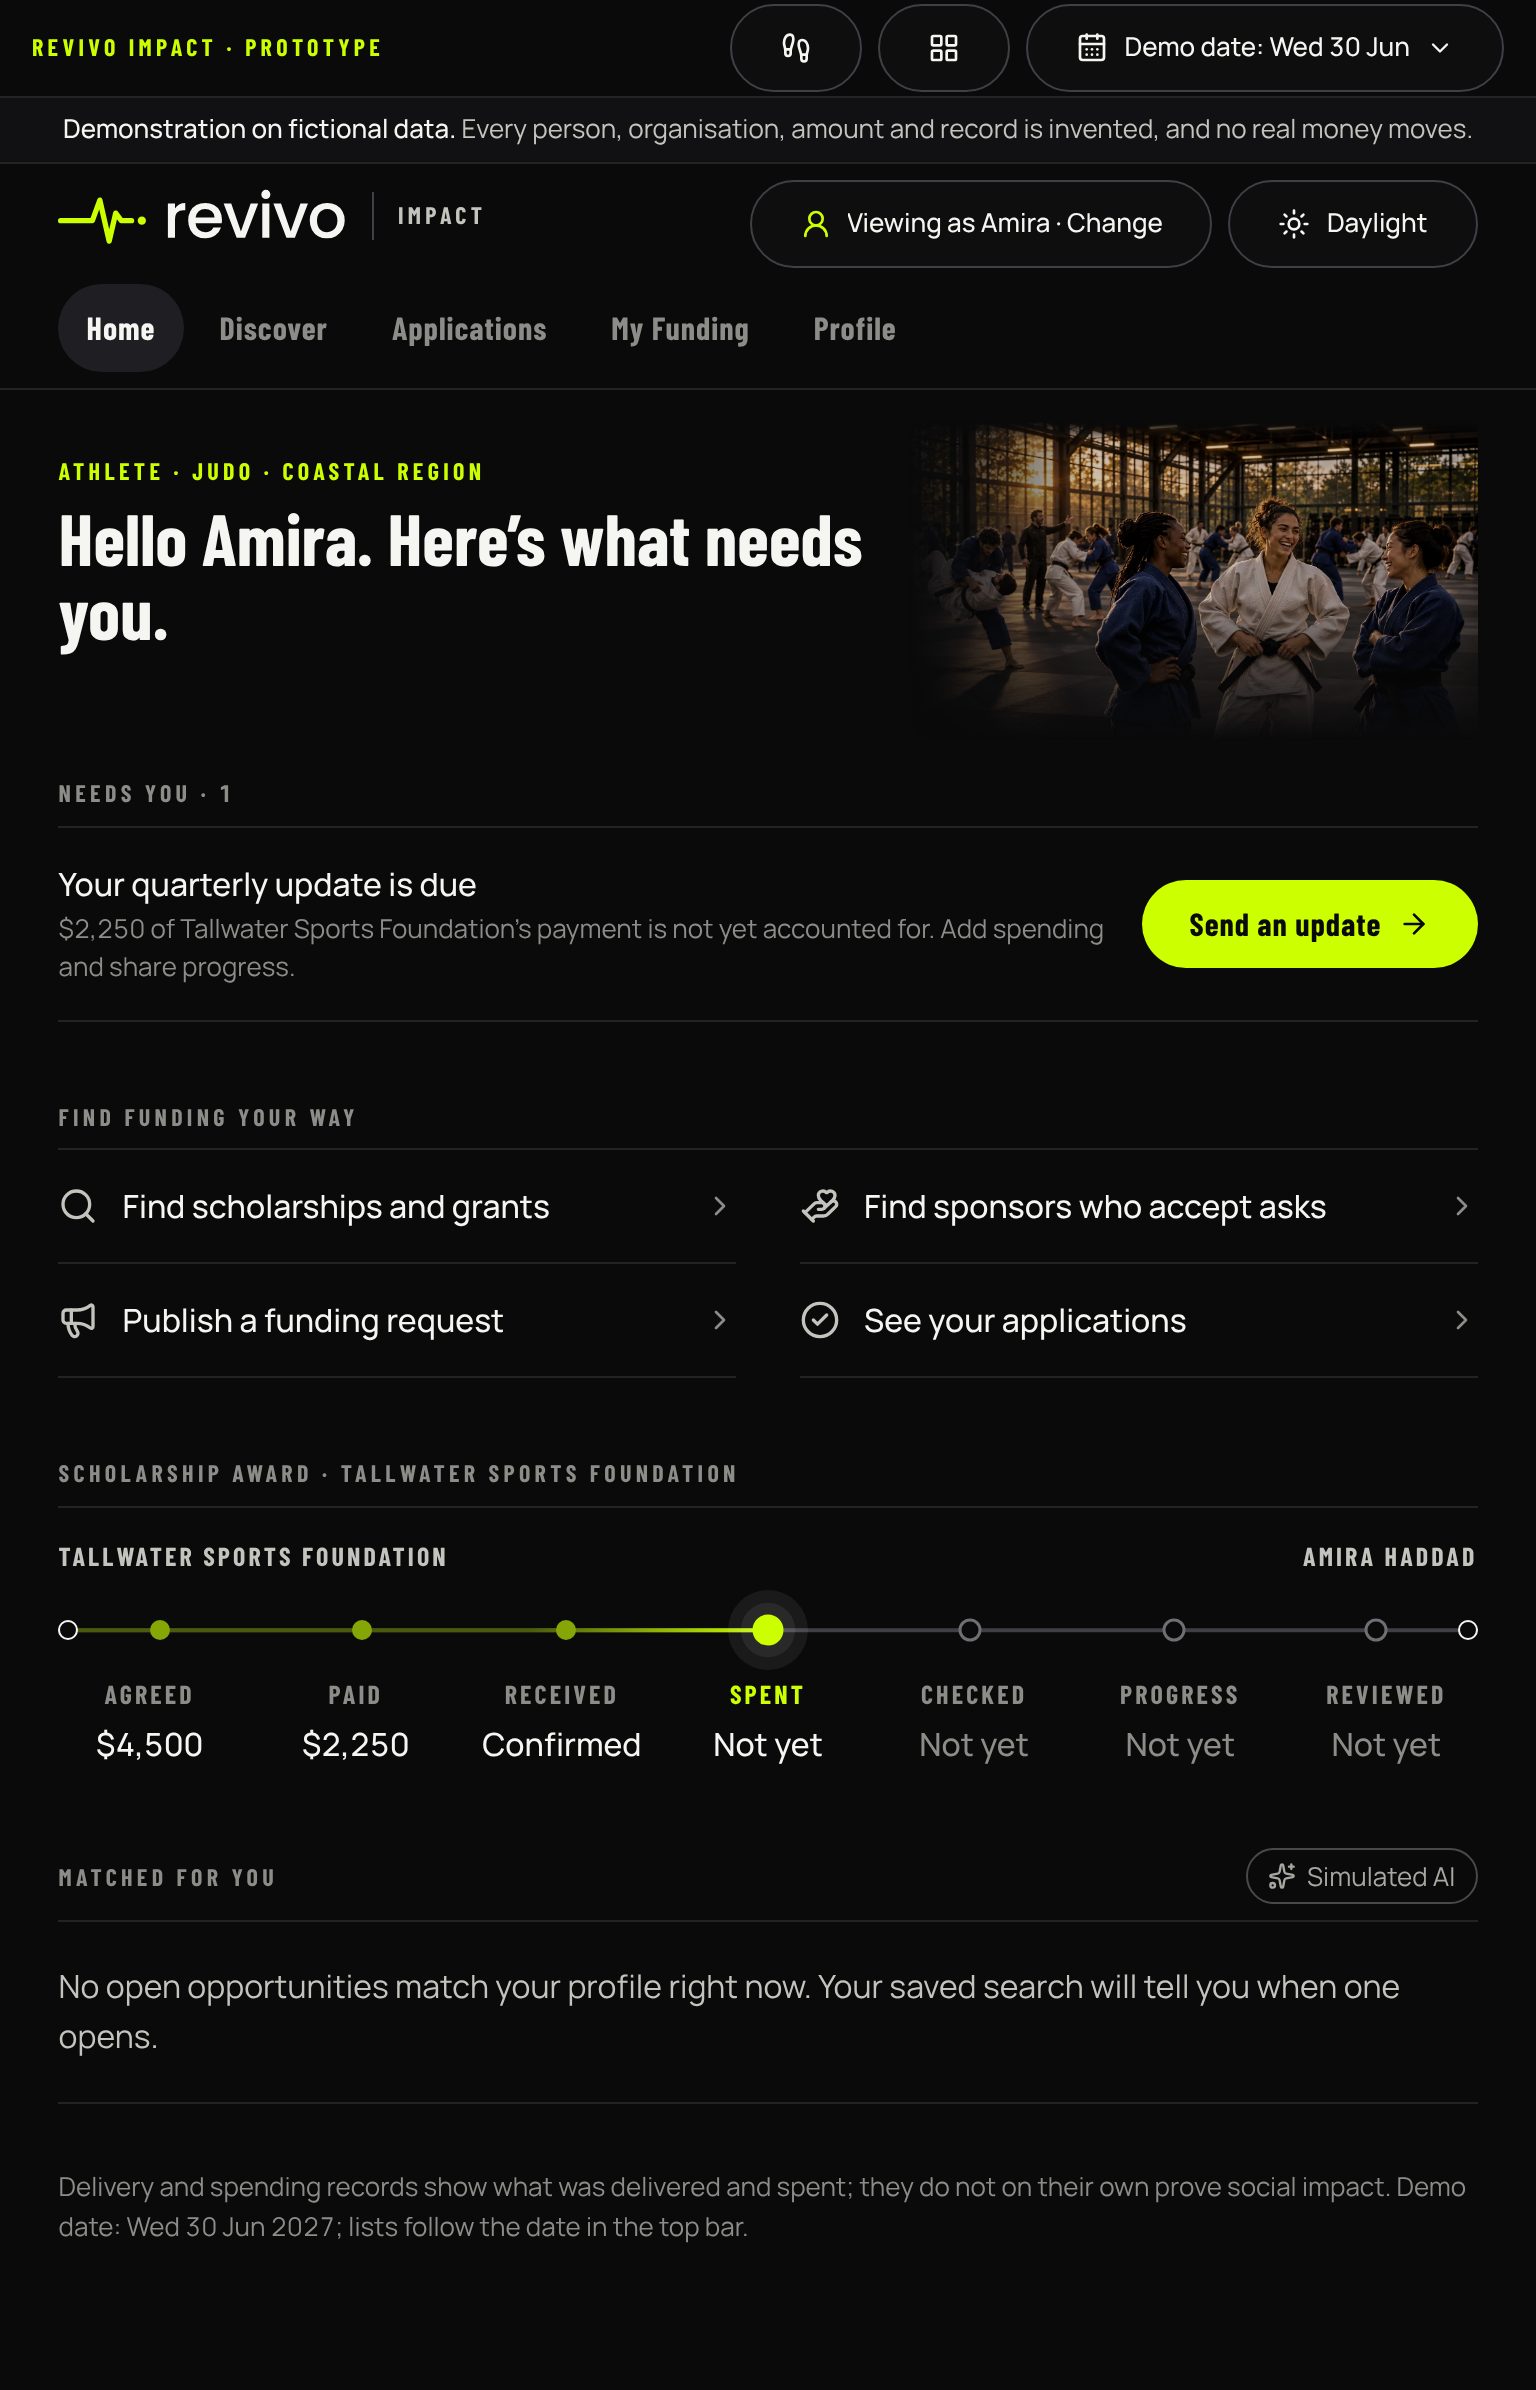 REVIVO IMPACT · PROTOTYPE
Demo date: Wed 30 Jun
Demonstration on fictional data. Every person, organisation, amount and record is invented, and no real money moves.
revivo
IMPACT
Viewing as Amira · Change
Daylight
Home
Discover
Applications
My Funding
Profile
ATHLETE · JUDO · COASTAL REGION
Hello Amira. Here’s what needs
you.
NEEDS YOU · 1
Your quarterly update is due
$2,250 of Tallwater Sports Foundation’s payment is not yet accounted for. Add spending
and share progress.
Send an update
FIND FUNDING YOUR WAY
Find scholarships and grants
Find sponsors who accept asks
Publish a funding request
See your applications
SCHOLARSHIP AWARD · TALLWATER SPORTS FOUNDATION
TALLWATER SPORTS FOUNDATION
AMIRA HADDAD
AGREED
PAID
RECEIVED
SPENT
CHECKED
PROGRESS
REVIEWED
$4,500
$2,250
Confirmed
Not yet
Not yet
Not yet
Not yet
MATCHED FOR YOU
Simulated AI
No open opportunities match your profile right now. Your saved search will tell you when one
opens.
Delivery and spending records show what was delivered and spent; they do not on their own prove social impact. Demo
date: Wed 30 Jun 2027; lists follow the date in the top bar.